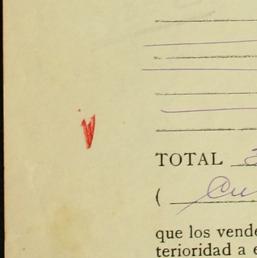 TOTAL
(
que los vende
terioridad a e